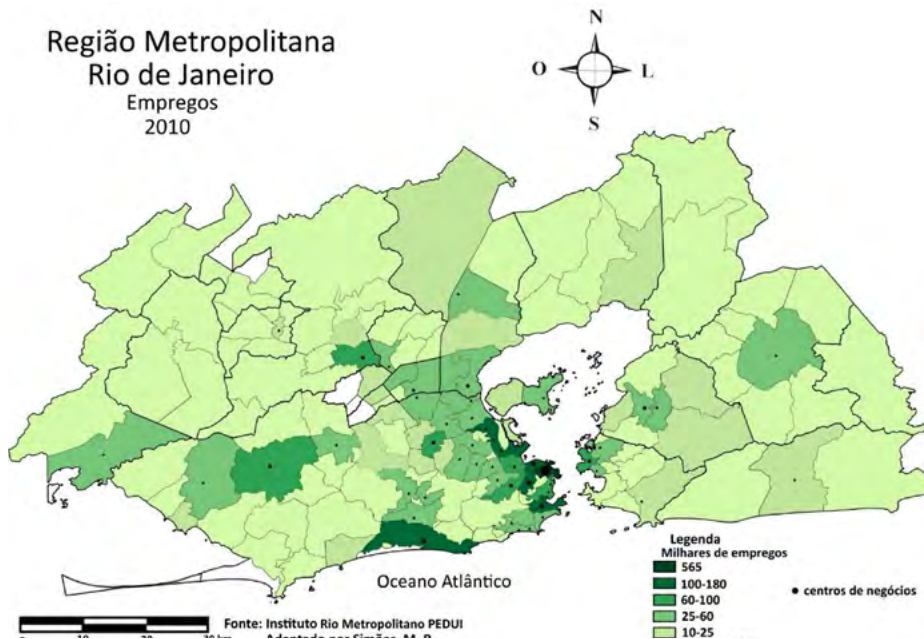 Região Metropolitana
Rio de Janeiro
Empregos
2010
N
O
L
S
Oceano Atlântico
Legenda
Milhares de empregos
565
100-180
60-100
25-60
10-25
centros de negócios
Fonte: Instituto Rio Metropolitano PEDUI